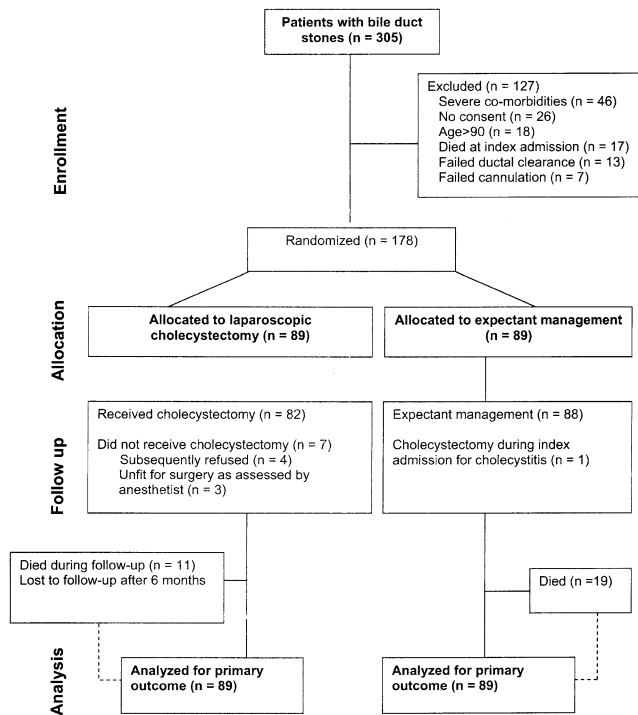 Patients with bile duct
stones (n = 305)
Enrollment
Excluded (n = 127)
Severe co-morbidities (n = 46)
No consent (n = 26)
Age>90 (n = 18)
Died at index admission (n = 17)
Failed ductal clearance (n = 13)
Failed cannulation (n = 7)
Randomized (n = 178)
Allocation
Allocated to laparoscopic
cholecystectomy (n = 89)
Allocated to expectant management
(n = 89)
Follow up
Received cholecystectomy (n = 82)
Did not receive cholecystectomy (n = 7)
Subsequently refused (n = 4)
Unfit for surgery as assessed by
anesthetist (n = 3)
Expectant management (n = 88)
Cholecystectomy during index
admission for cholecystitis (n = 1)
Died during follow-up (n = 11)
Lost to follow-up after 6 months
Died (n =19)
Analysis
Analyzed for primary
outcome (n = 89)
Analyzed for primary
outcome (n = 89)